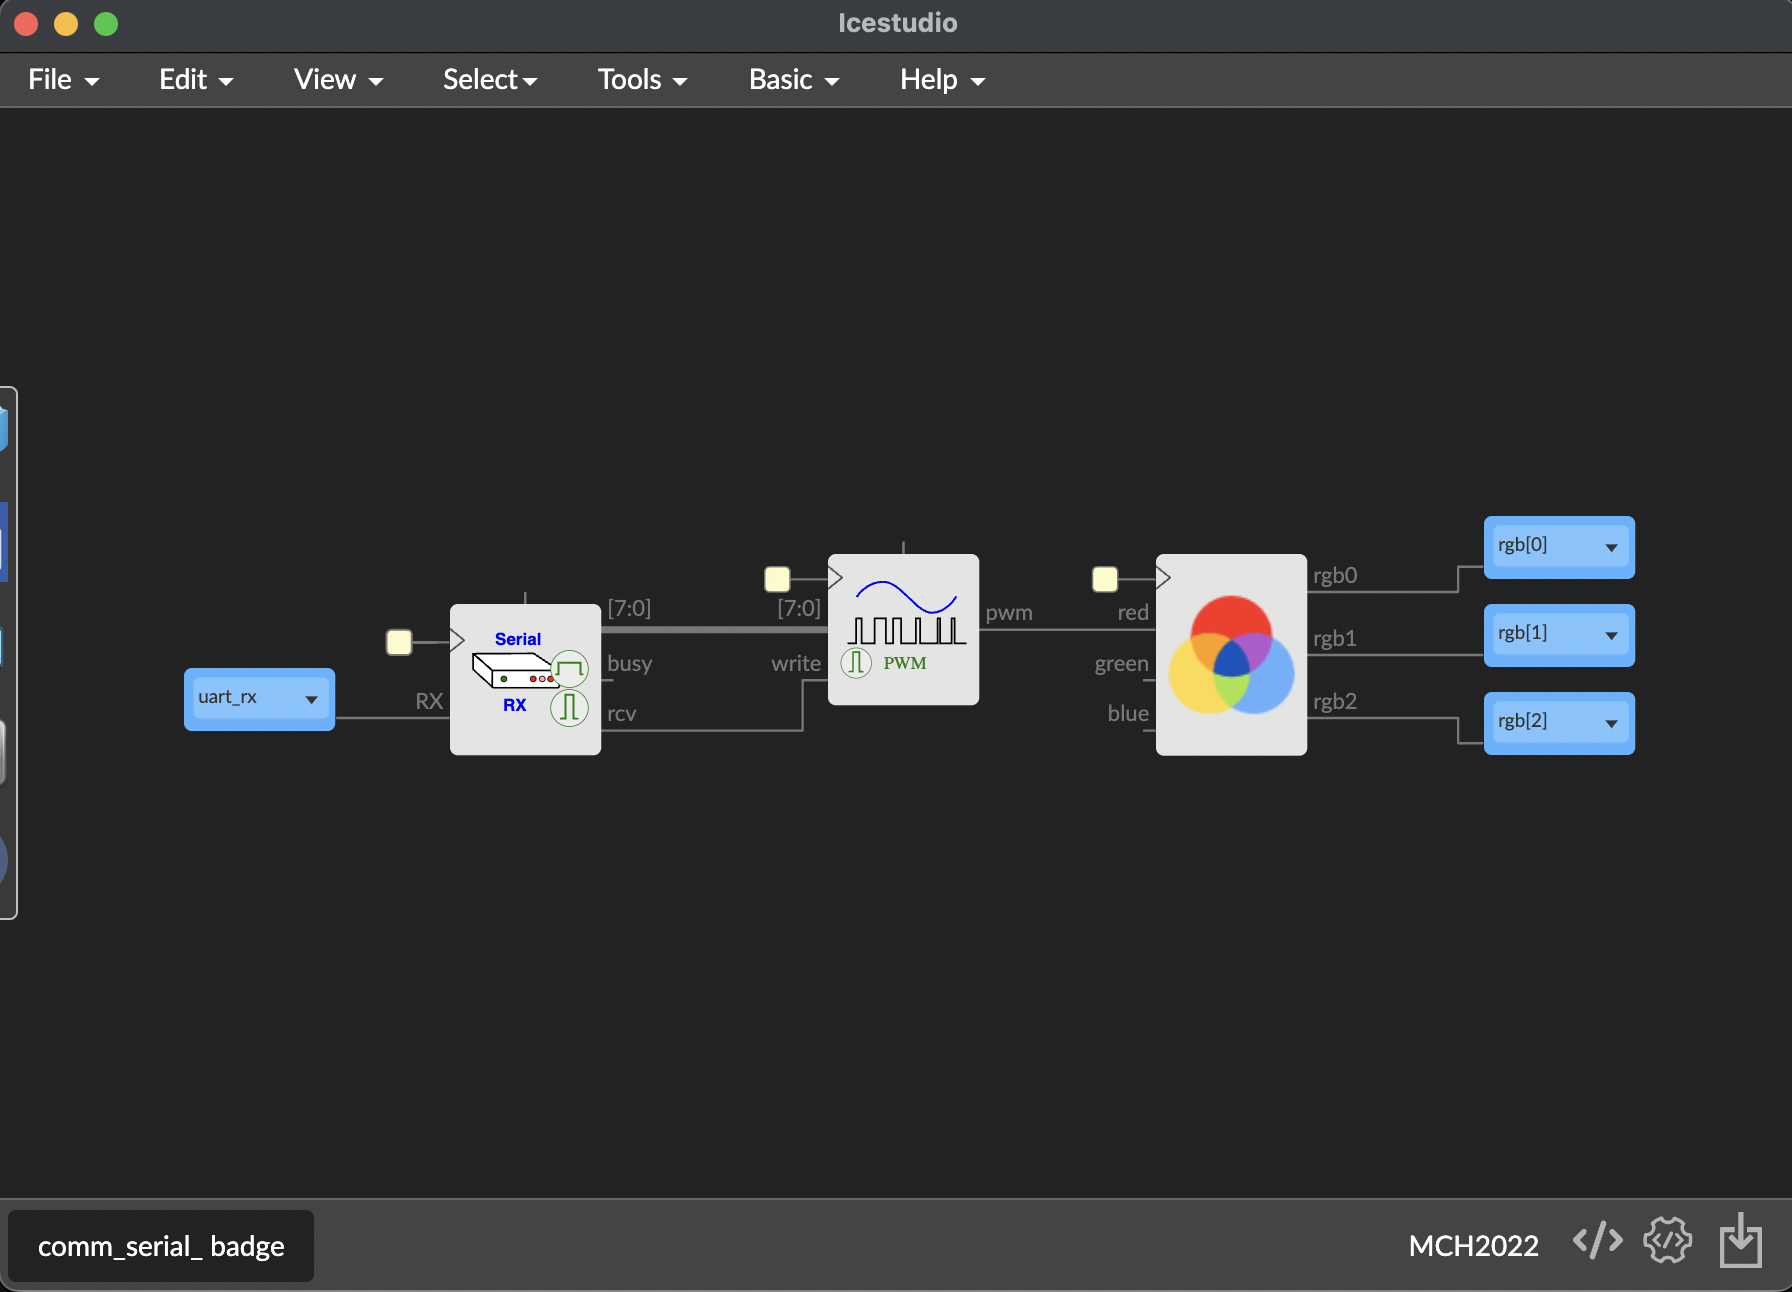 Icestudio
File Edit View Select Tools Basic Help
uart_rx
RX
Serial
RX
[7:0]
busy
rcv
[7:0]
write
PWM
pwm
red
green
blue
rgb0
rgb1
rgb2
rgb[0]
rgb[1]
rgb[2]
comm_serial_ badge
MCH2022